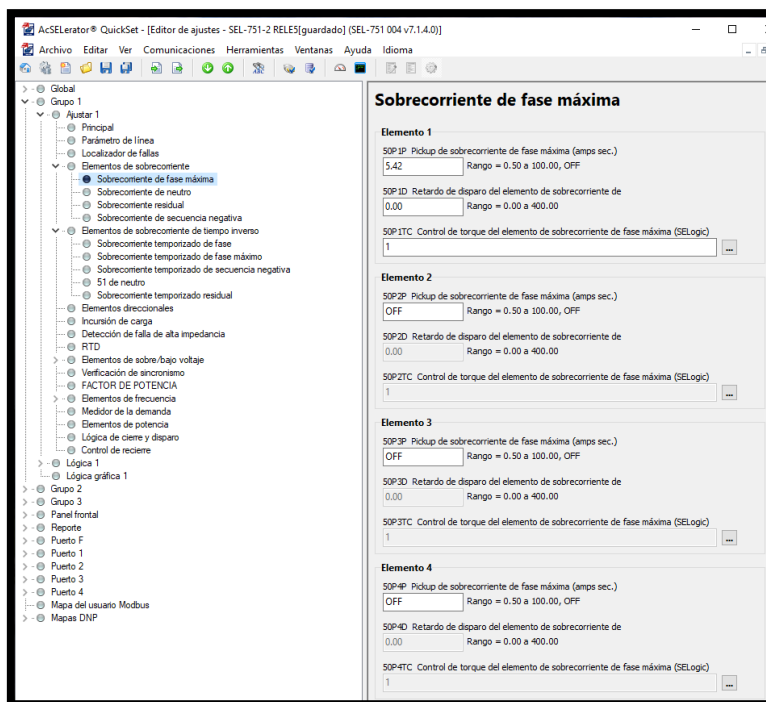 AcSELerator® QuickSet - [Editor de ajustes - SEL-751-2 RELE5[guardado] (SEL-751 004 v7.1.4.0)]
Archivo Editar Ver Comunicaciones Herramientas Ventanas Ayuda Idioma
Global
Grupo 1
Ajustar 1
Principal
Parámetro de línea
Localizador de fallas
Elementos de sobrecorriente
Sobrecorriente de fase máxima
Sobrecorriente de neutro
Sobrecorriente residual
Sobrecorriente de secuencia negativa
Elementos de sobrecorriente de tiempo inverso
Sobrecorriente temporizado de fase
Sobrecorriente temporizado de fase máximo
Sobrecorriente temporizado de secuencia negativa
51 de neutro
Sobrecorriente temporizado residual
Elementos direccionales
Incursión de carga
Detección de falla de alta impedancia
RTD
Elementos de sobre/bajo voltaje
Verificación de sincronismo
FACTOR DE POTENCIA
Elementos de frecuencia
Medidor de la demanda
Elementos de potencia
Lógica de cierre y disparo
Control de recierre
Lógica 1
Lógica gráfica 1
Grupo 2
Grupo 3
Panel frontal
Reporte
Puerto F
Puerto 1
Puerto 2
Puerto 3
Puerto 4
Mapa del usuario Modbus
Mapas DNP
Sobrecorriente de fase máxima
Elemento 1
50P1P Pickup de sobrecorriente de fase máxima (amps sec.)
5.42 Rango = 0.50 a 100.00, OFF
50P1D Retardo de disparo del elemento de sobrecorriente de
0.00 Rango = 0.00 a 400.00
50P1TC Control de torque del elemento de sobrecorriente de fase máxima (SELogic)
1 ...
Elemento 2
50P2P Pickup de sobrecorriente de fase máxima (amps sec.)
OFF Rango = 0.50 a 100.00, OFF
50P2D Retardo de disparo del elemento de sobrecorriente de
0.00 Rango = 0.00 a 400.00
50P2TC Control de torque del elemento de sobrecorriente de fase máxima (SELogic)
1 ...
Elemento 3
50P3P Pickup de sobrecorriente de fase máxima (amps sec.)
OFF Rango = 0.50 a 100.00, OFF
50P3D Retardo de disparo del elemento de sobrecorriente de
0.00 Rango = 0.00 a 400.00
50P3TC Control de torque del elemento de sobrecorriente de fase máxima (SELogic)
1 ...
Elemento 4
50P4P Pickup de sobrecorriente de fase máxima (amps sec.)
OFF Rango = 0.50 a 100.00, OFF
50P4D Retardo de disparo del elemento de sobrecorriente de
0.00 Rango = 0.00 a 400.00
50P4TC Control de torque del elemento de sobrecorriente de fase máxima (SELogic)
1 ...